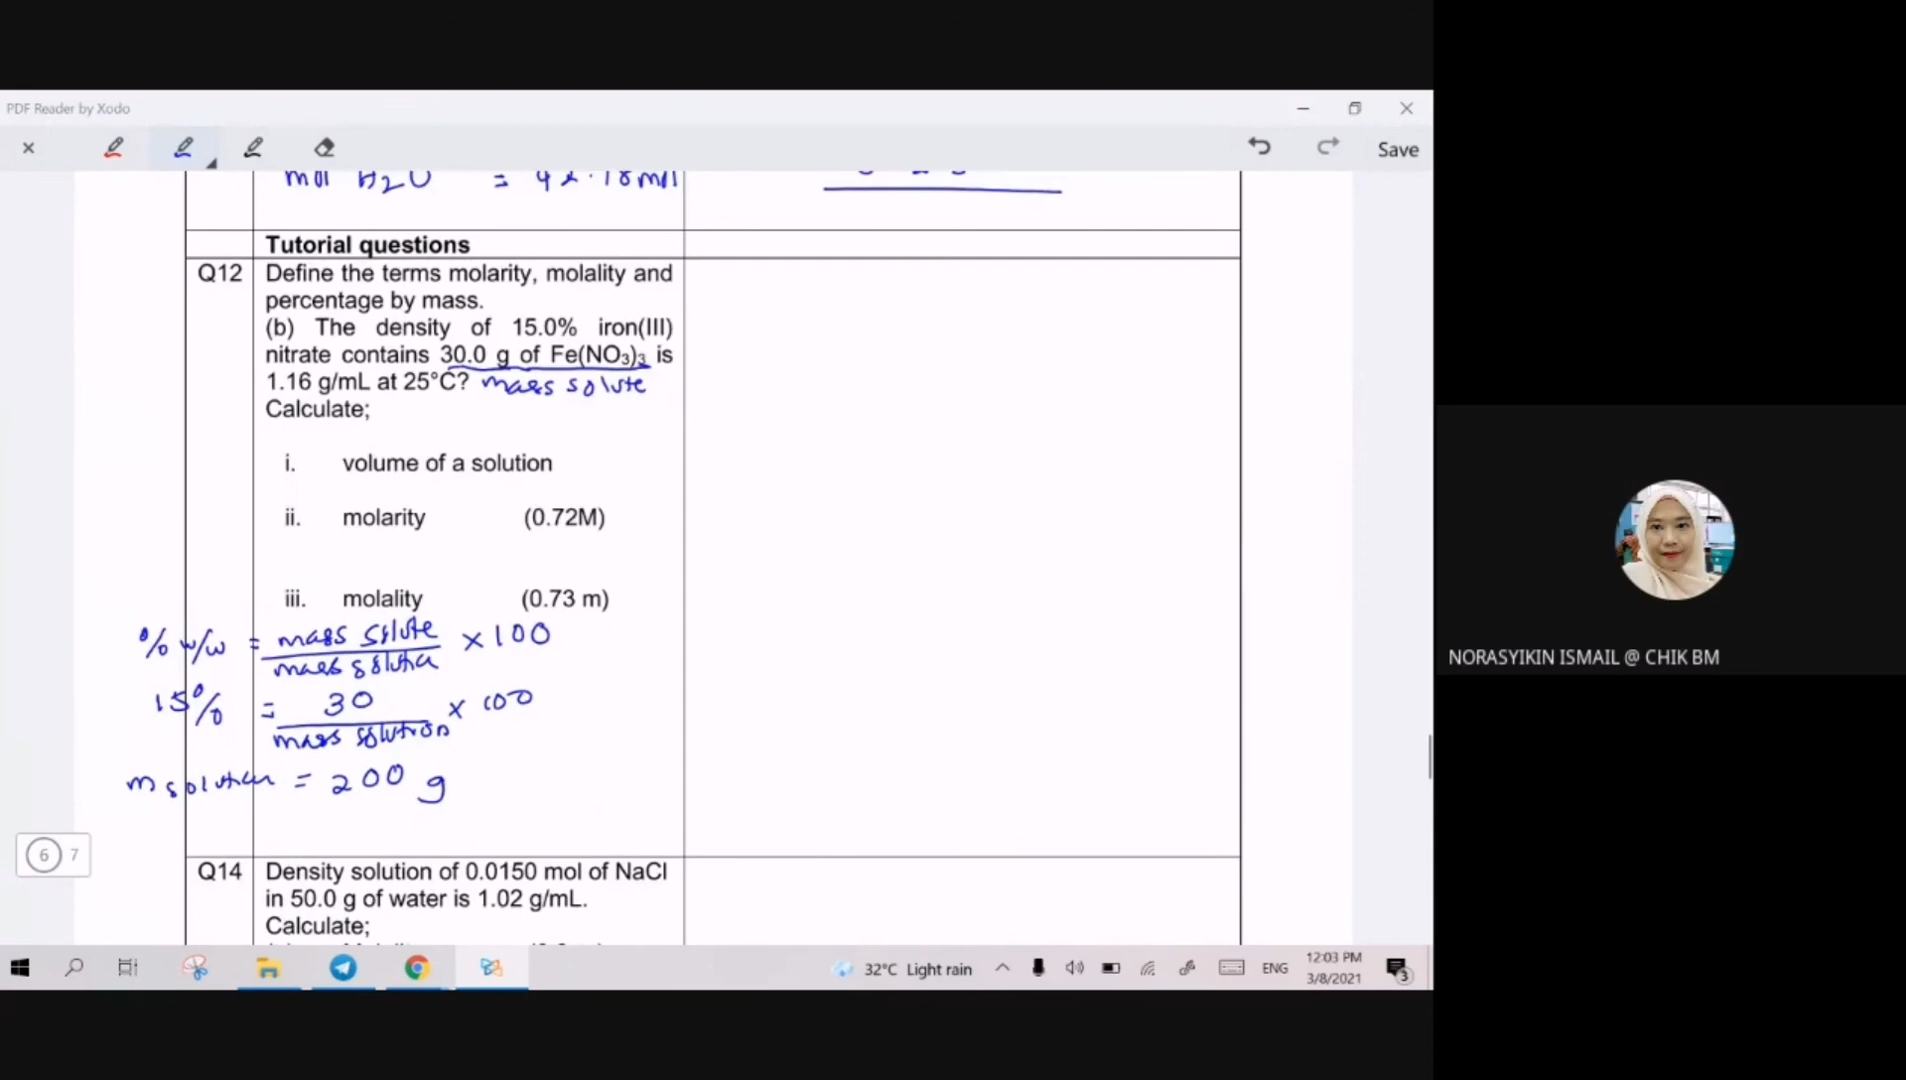 PDF Reader by Xodo
Save
mol H2O =
Tutorial questions
Q12 Define the terms molarity, molality and
percentage by mass.
(b) The density of 15.0% iron(III)
nitrate contains 30.0 g of Fe(NO3)3 is
1.16 g/mL at 25°C? mass solute
Calculate;
i. volume of a solution
ii. molarity (0.72M)
iii. molality (0.73 m)
% w/w = mass solute × 100
mass solution
15% = 30 × 100
mass solution
m solution = 200 g
6 7
Q14 Density solution of 0.0150 mol of NaCl
in 50.0 g of water is 1.02 g/mL.
Calculate;
NORASYIKIN ISMAIL @ CHIK BM
32°C Light rain
ENG
12:03 PM
3/8/2021
3